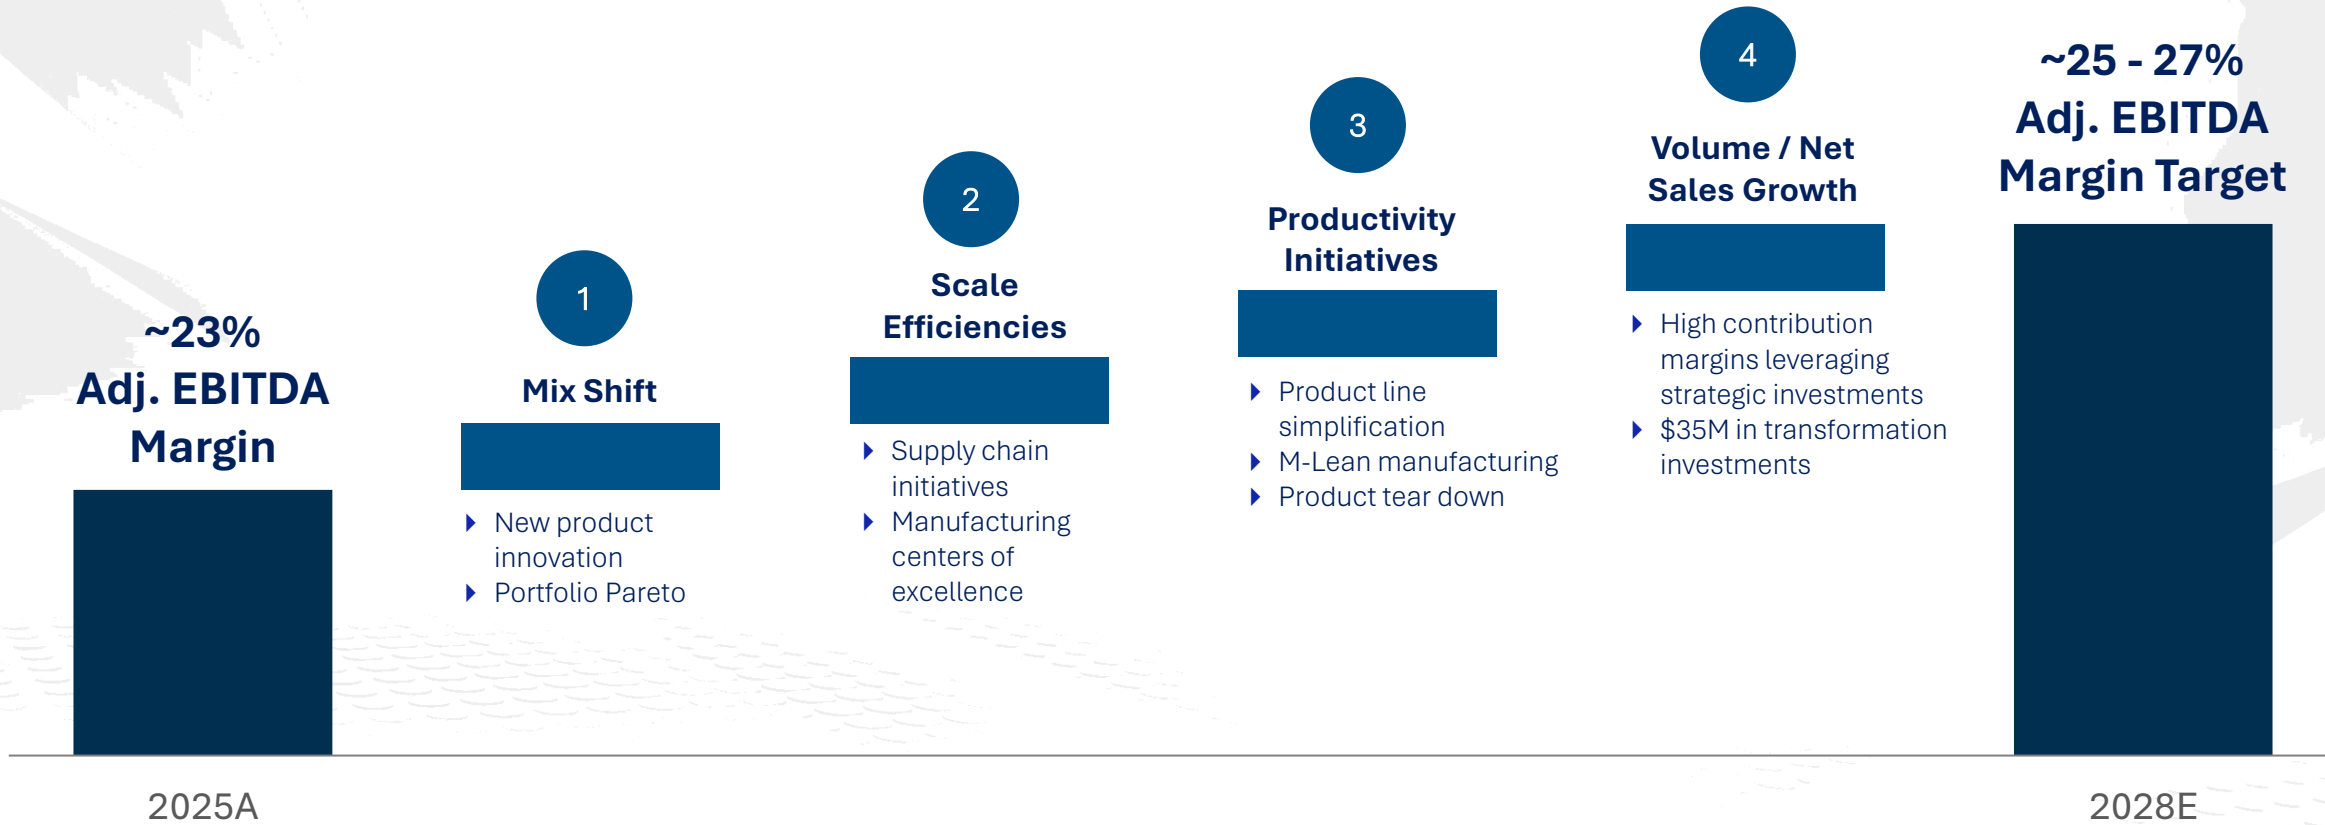 ~23%
Adj. EBITDA
Margin
2025A
1
Mix Shift
New product
innovation
Portfolio Pareto
2
Scale
Efficiencies
Supply chain
initiatives
Manufacturing
centers of
excellence
3
Productivity
Initiatives
Product line
simplification
M-Lean manufacturing
Product tear down
4
Volume / Net
Sales Growth
High contribution
margins leveraging
strategic investments
$35M in transformation
investments
~25 - 27%
Adj. EBITDA
Margin Target
2028E